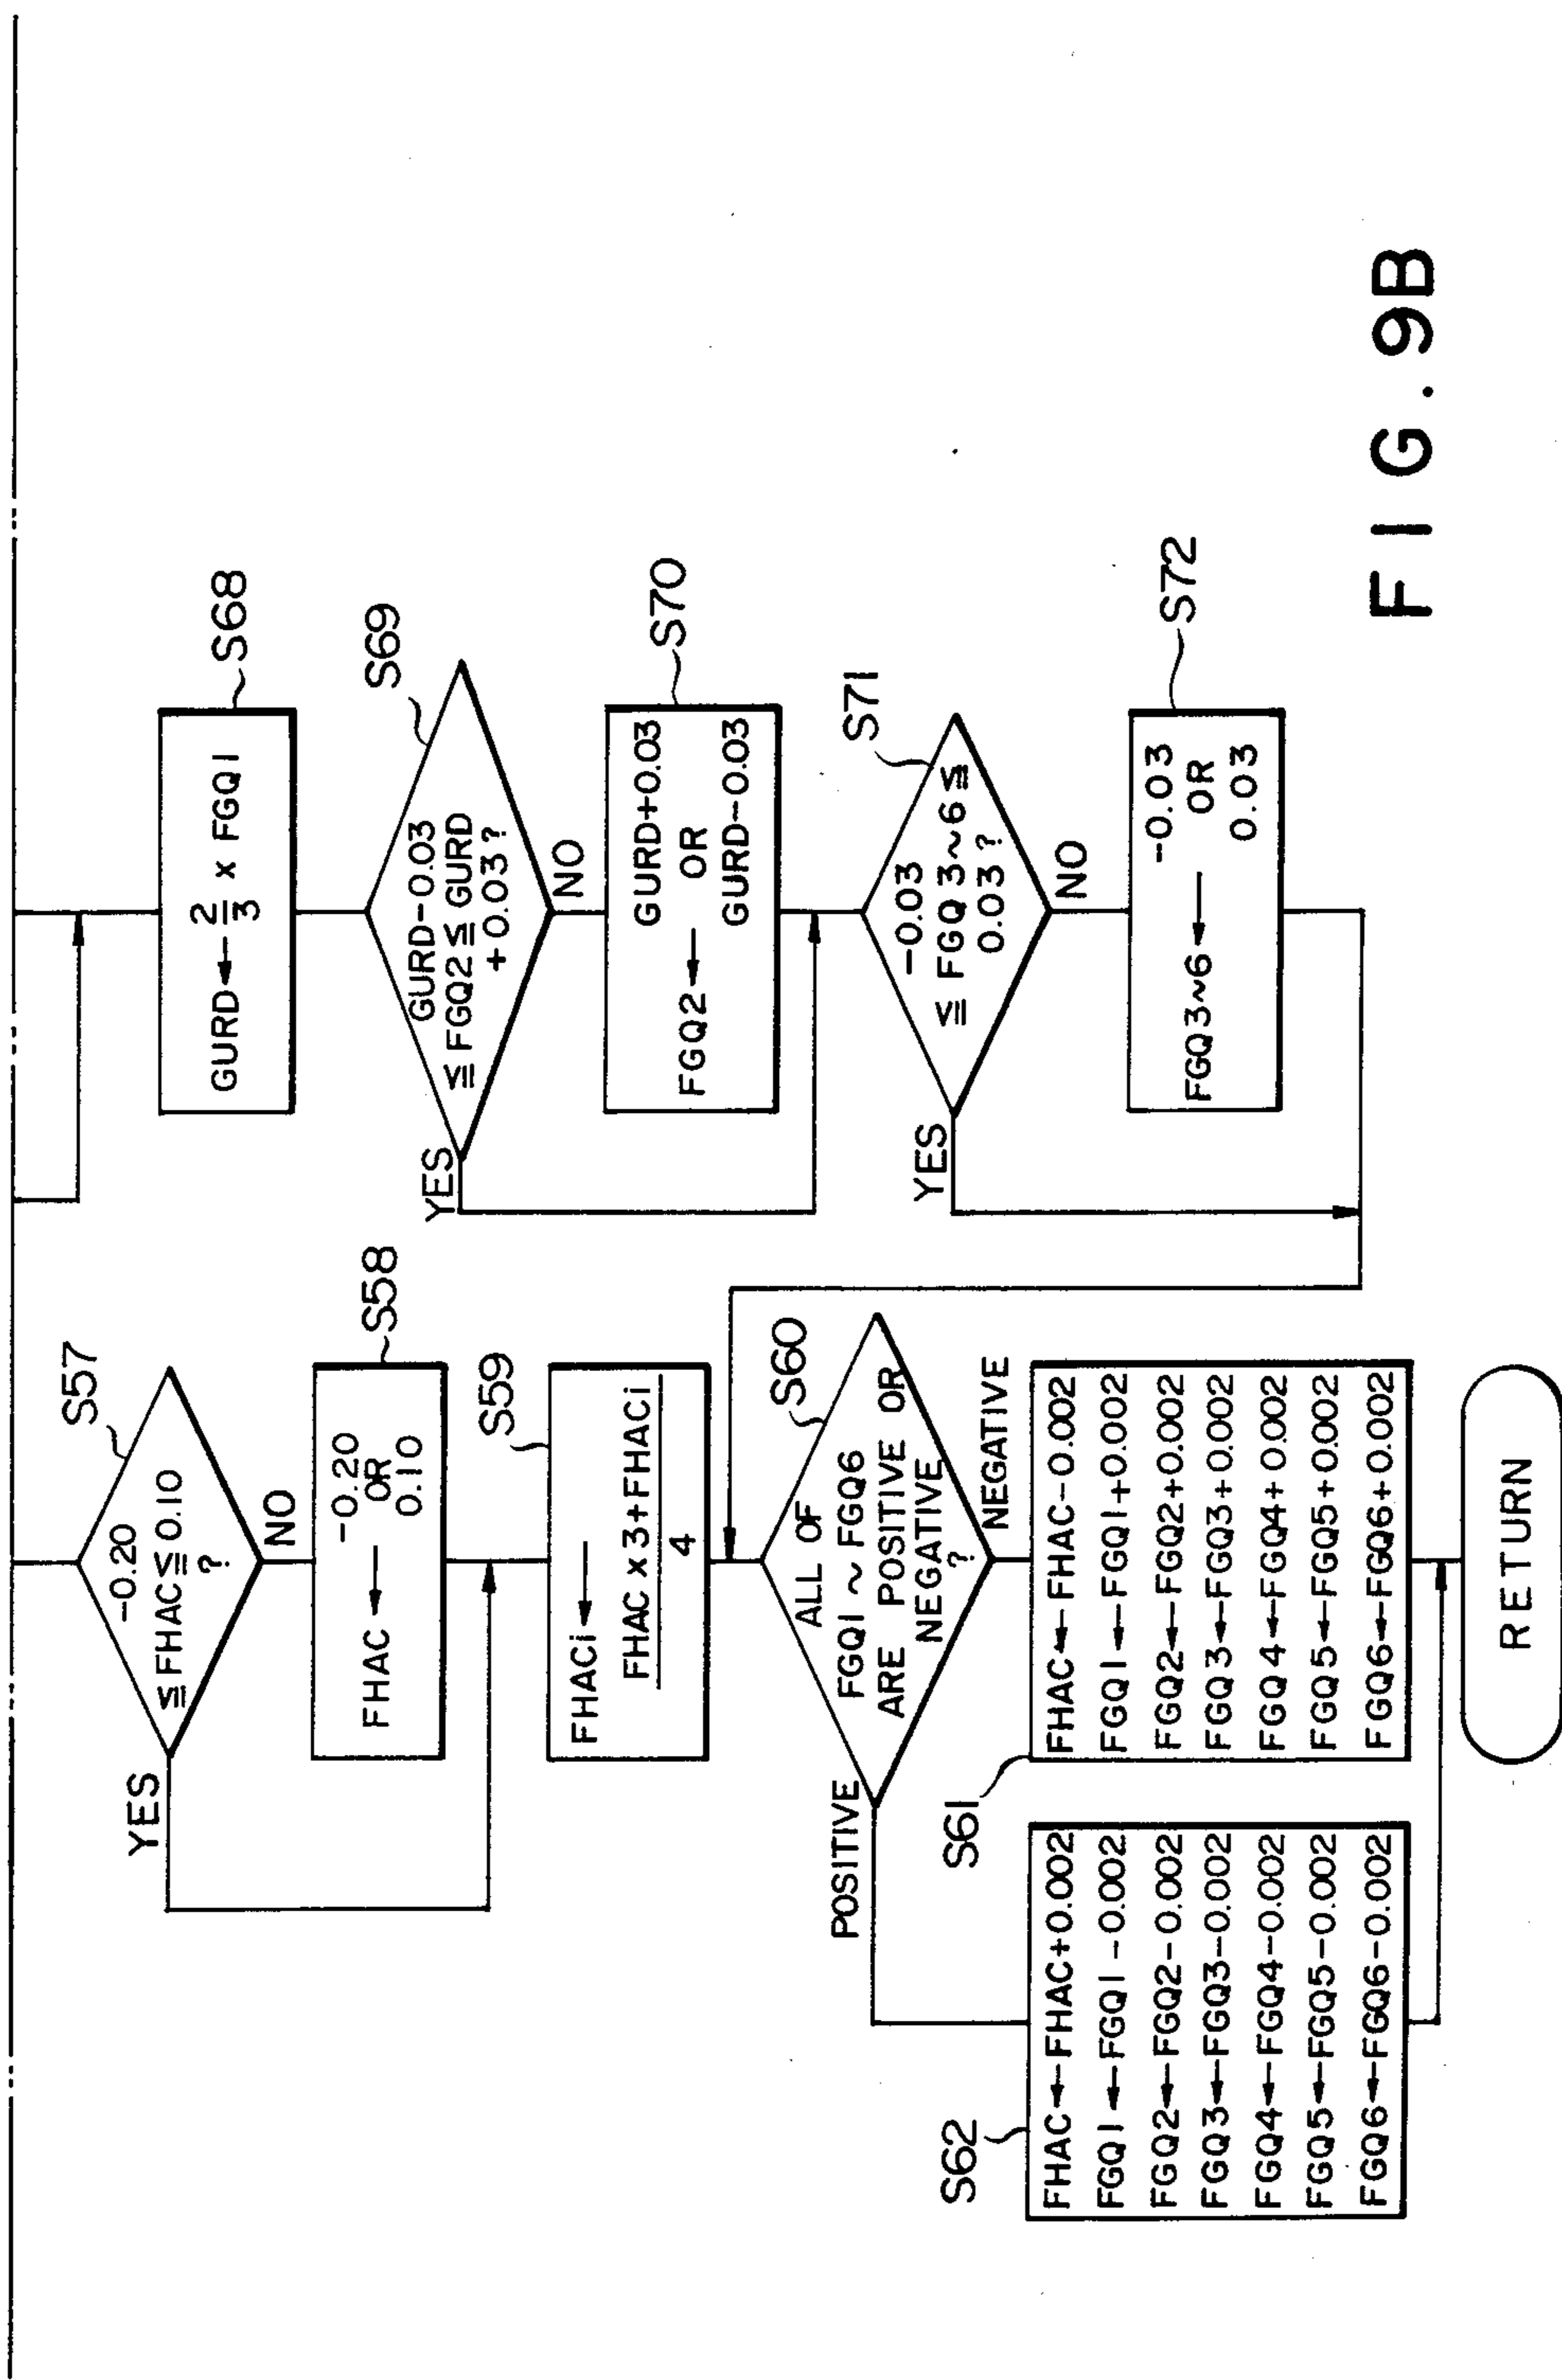 S57
-0.20
≦ FHAC ≦ 0.10
?
YES
NO
S58
FHAC ← -0.20
OR
0.10
S59
FHACi ←
FHAC x 3+FHACi
4
S60
ALL OF
FGQ1 ~ FGQ6
ARE POSITIVE OR
NEGATIVE
?
POSITIVE
NEGATIVE
S62
FHAC←FHAC+0.002
FGQ1←FGQ1-0.002
FGQ2←FGQ2-0.002
FGQ3←FGQ3-0.002
FGQ4←FGQ4-0.002
FGQ5←FGQ5-0.002
FGQ6←FGQ6-0.002
S61
FHAC←FHAC-0.002
FGQ1←FGQ1+0.002
FGQ2←FGQ2+0.002
FGQ3←FGQ3+0.002
FGQ4←FGQ4+0.002
FGQ5←FGQ5+0.002
FGQ6←FGQ6+0.002
RETURN
S68
GURD← 2/3 x FGQ1
S69
GURD-0.03
≦ FGQ2 ≦ GURD
+0.03 ?
YES
NO
S70
GURD+0.03
FGQ2← OR
GURD-0.03
S71
-0.03
≦ FGQ3~6 ≦
0.03 ?
YES
NO
S72
-0.03
FGQ3~6← OR
0.03
FIG. 9B